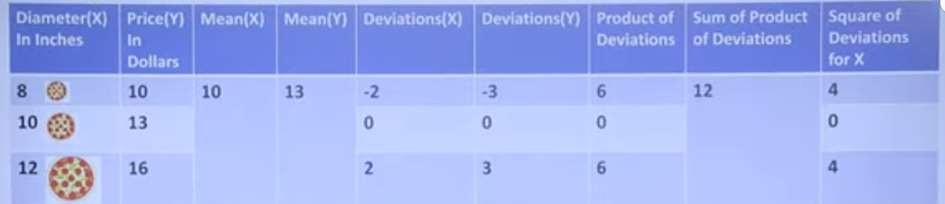 Diameter(X) Price(Y) Mean(X) Mean(Y) Deviations(X) Deviations(Y) Product of Sum of Product Square of
In Inches In Deviations of Deviations Deviations
Dollars for X
8 10 10 13 -2 -3 6 12 4
10 13 0 0 0 0
12 16 2 3 6 4